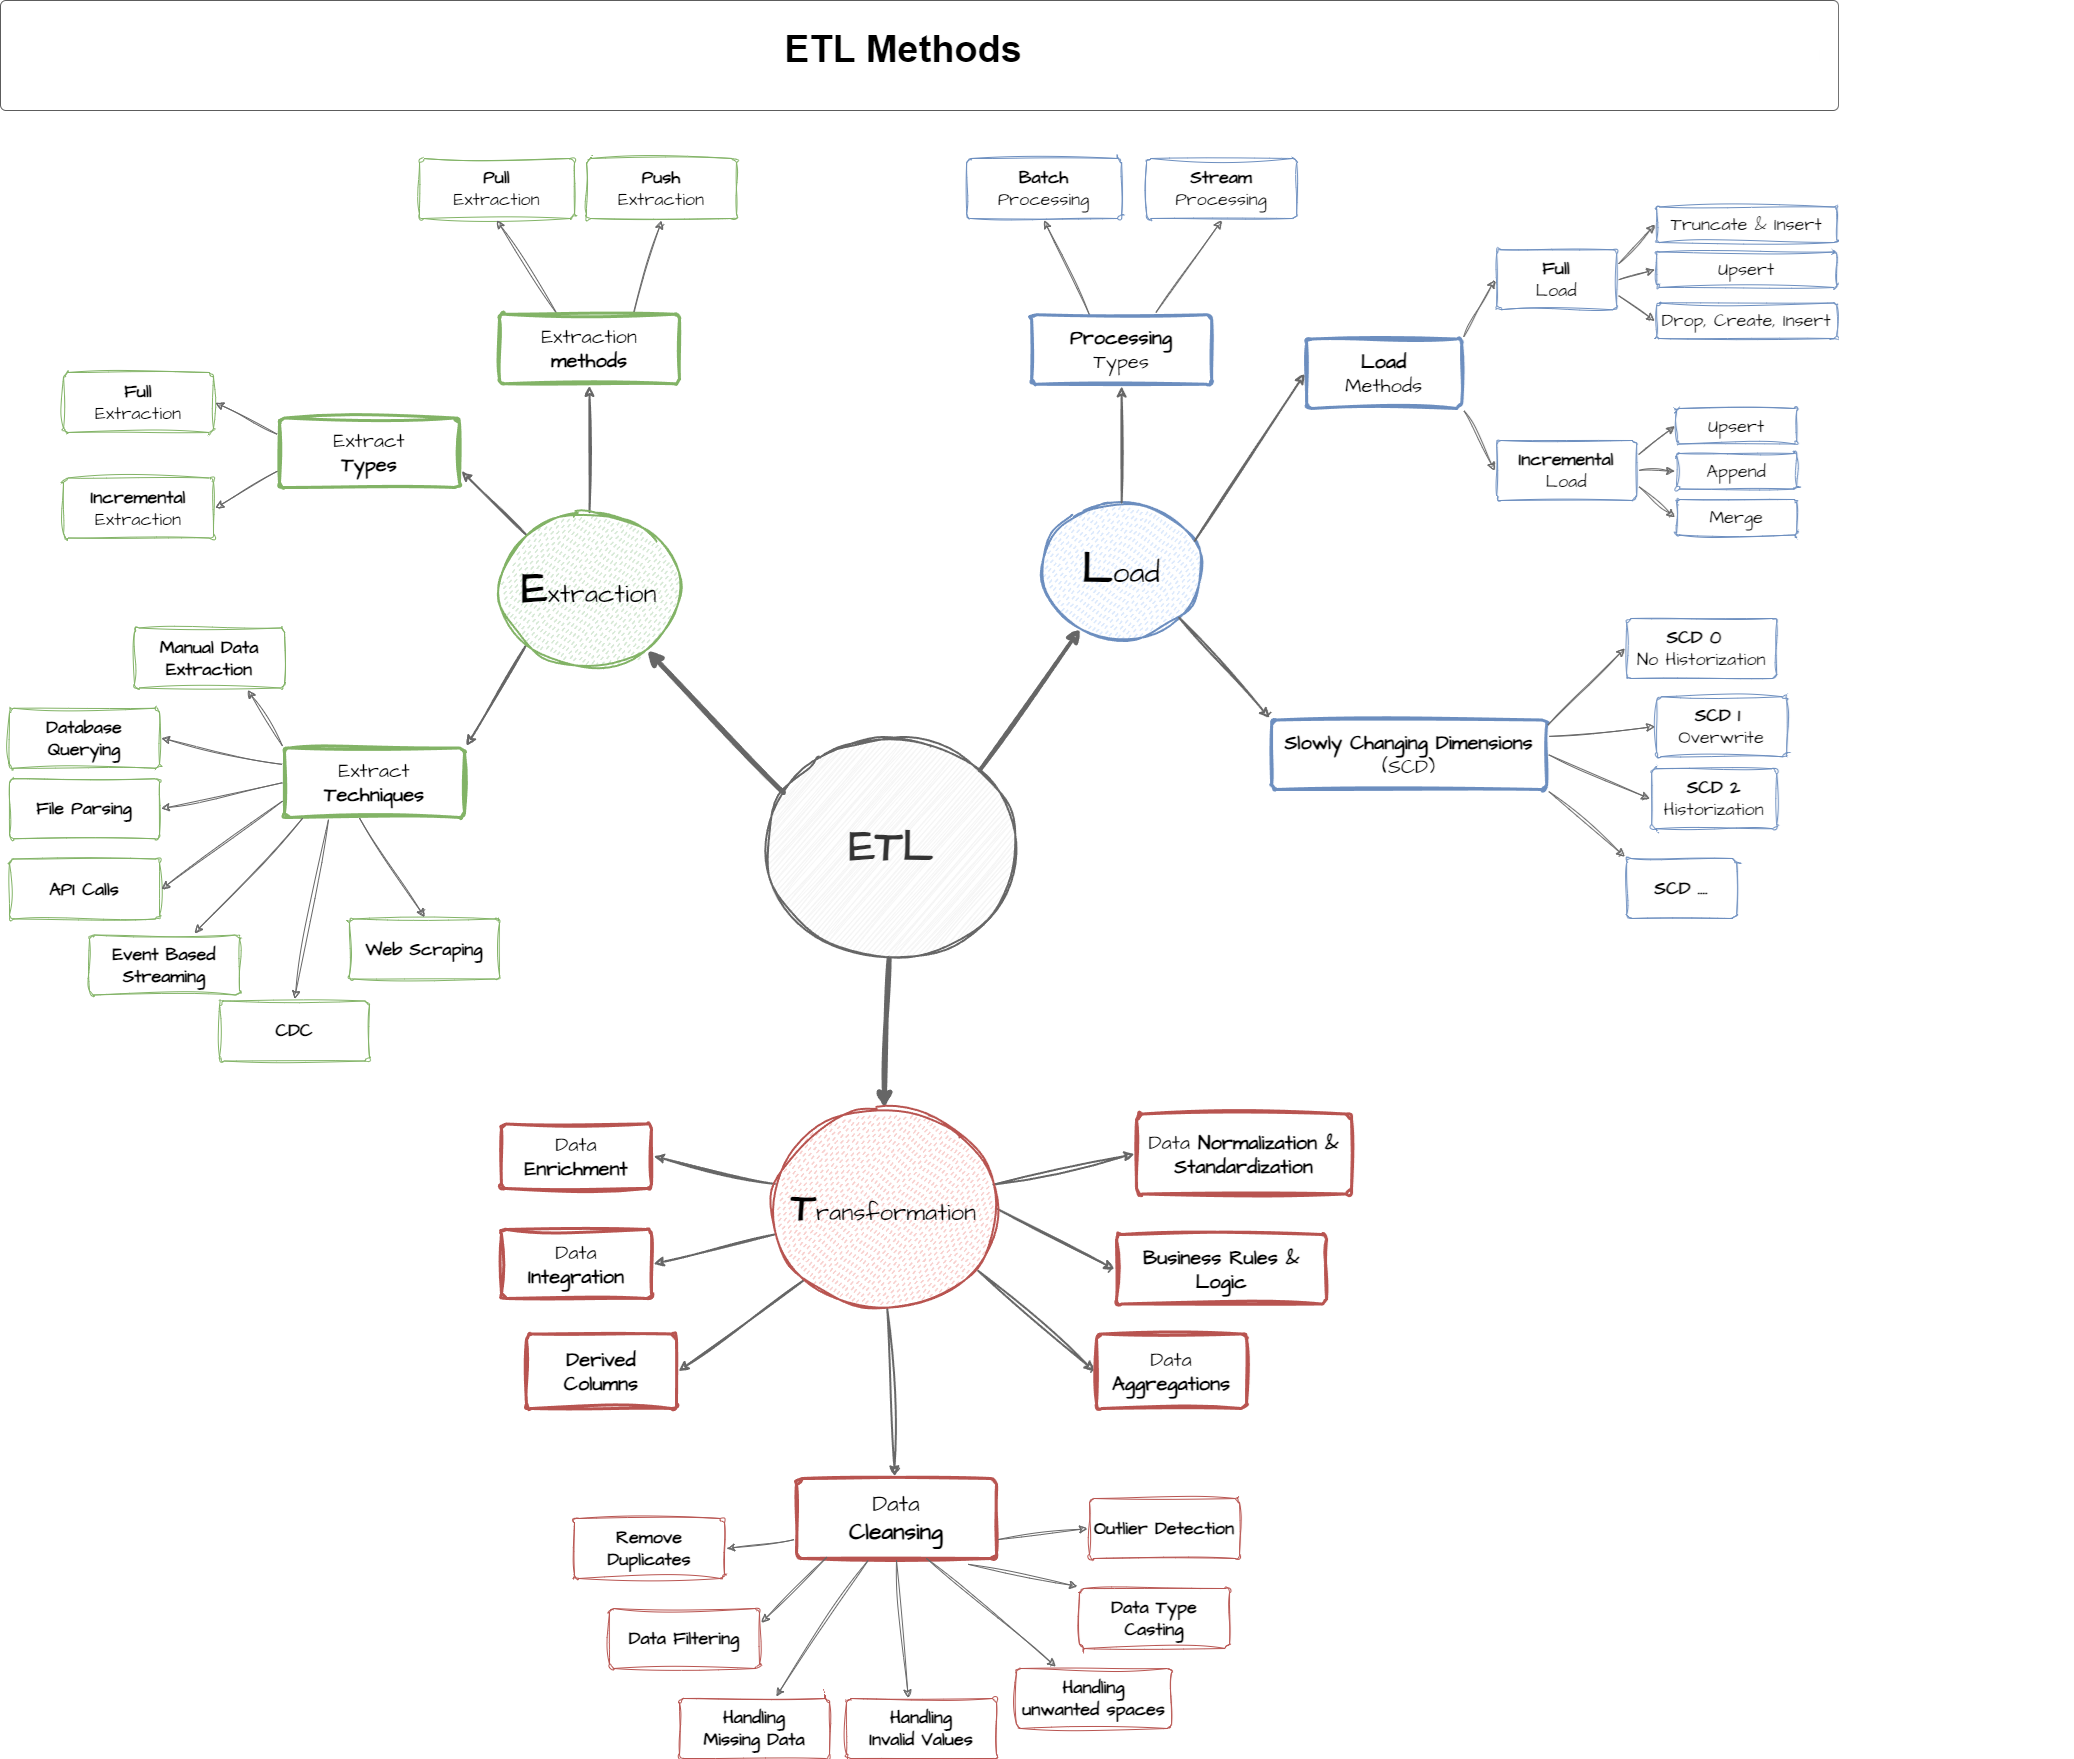 ETL Methods
Pull
Extraction
Push
Extraction
Extraction
methods
Full
Extraction
Incremental
Extraction
Extract
Types
Extraction
Manual Data
Extraction
Database
Querying
File Parsing
API Calls
Event Based
Streaming
CDC
Web Scraping
Extract
Techniques
Batch
Processing
Stream
Processing
Processing
Types
Load
Load
Methods
Full
Load
Truncate & Insert
Upsert
Drop, Create, Insert
Incremental
Load
Upsert
Append
Merge
Slowly Changing Dimensions
(SCD)
SCD 0
No Historization
SCD 1
Overwrite
SCD 2
Historization
SCD ....
ETL
Transformation
Data
Enrichment
Data
Integration
Derived
Columns
Data Normalization &
Standardization
Business Rules &
Logic
Data
Aggregations
Data
Cleansing
Remove
Duplicates
Data Filtering
Handling
Missing Data
Handling
Invalid Values
Handling
unwanted spaces
Data Type
Casting
Outlier Detection